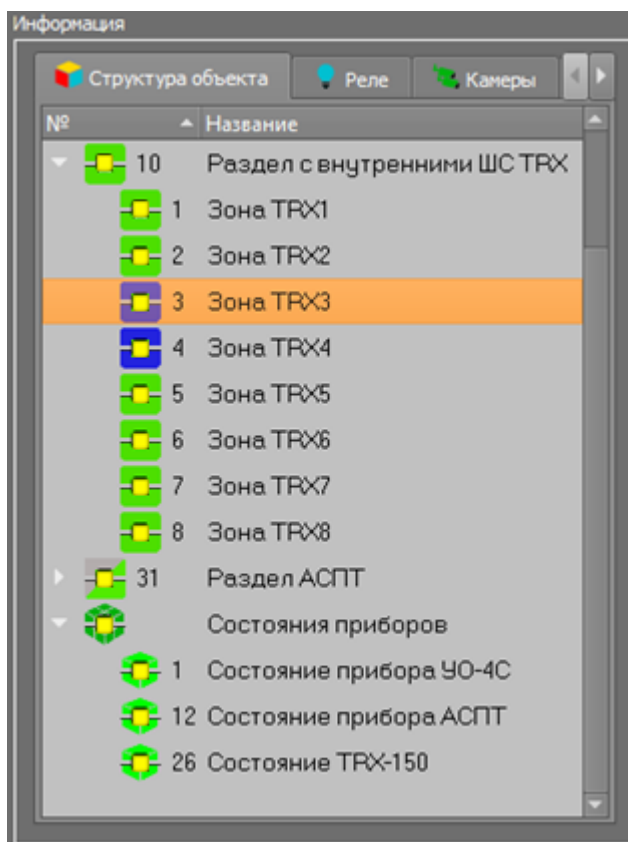 Информация
Структура объекта Реле Камеры
№ Название
10 Раздел с внутренними ШС TRX
1 Зона TRX1
2 Зона TRX2
3 Зона TRX3
4 Зона TRX4
5 Зона TRX5
6 Зона TRX6
7 Зона TRX7
8 Зона TRX8
31 Раздел АСПТ
Состояния приборов
1 Состояние прибора УО-4С
12 Состояние прибора АСПТ
26 Состояние TRX-150